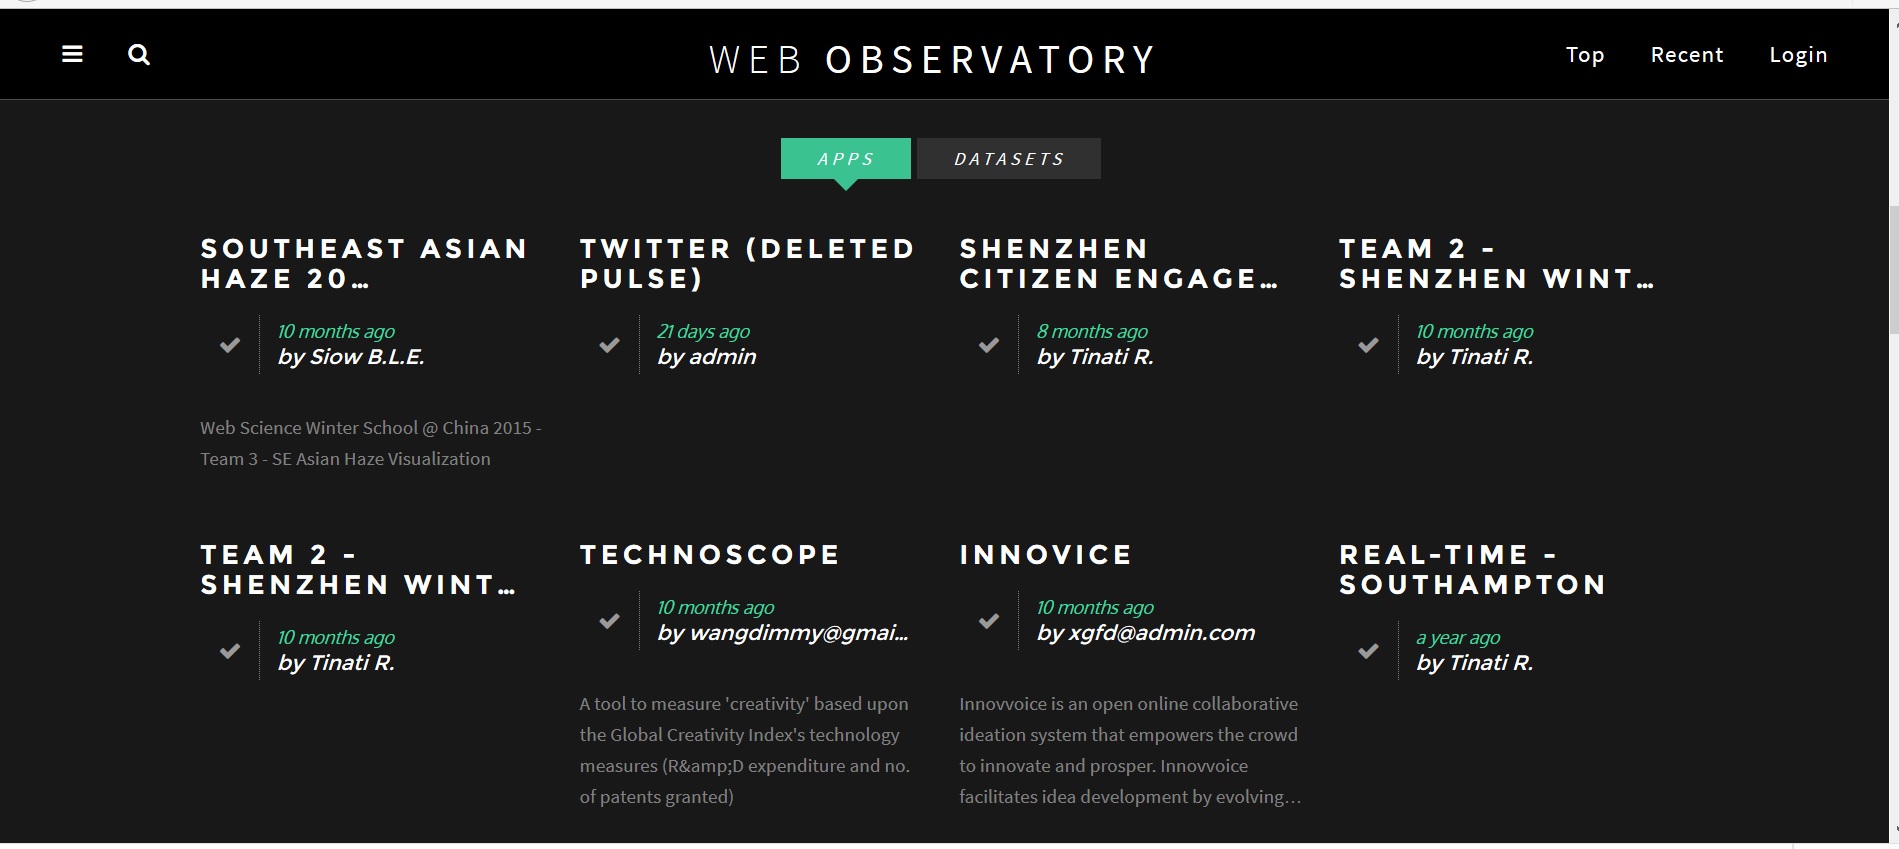 WEB OBSERVATORY
Top Recent Login
APPS DATASETS
SOUTHEAST ASIAN
HAZE 20…
10 months ago
by Siow B.L.E.
Web Science Winter School @ China 2015 -
Team 3 - SE Asian Haze Visualization
TWITTER (DELETED
PULSE)
21 days ago
by admin
SHENZHEN
CITIZEN ENGAGE…
8 months ago
by Tinati R.
TEAM 2 -
SHENZHEN WINT…
10 months ago
by Tinati R.
TEAM 2 -
SHENZHEN WINT…
10 months ago
by Tinati R.
TECHNOSCOPE
10 months ago
by wangdimmy@gmai…
A tool to measure 'creativity' based upon
the Global Creativity Index's technology
measures (R&amp;D expenditure and no.
of patents granted)
INNOVICE
10 months ago
by xgfd@admin.com
Innovvoice is an open online collaborative
ideation system that empowers the crowd
to innovate and prosper. Innovvoice
facilitates idea development by evolving…
REAL-TIME -
SOUTHAMPTON
a year ago
by Tinati R.